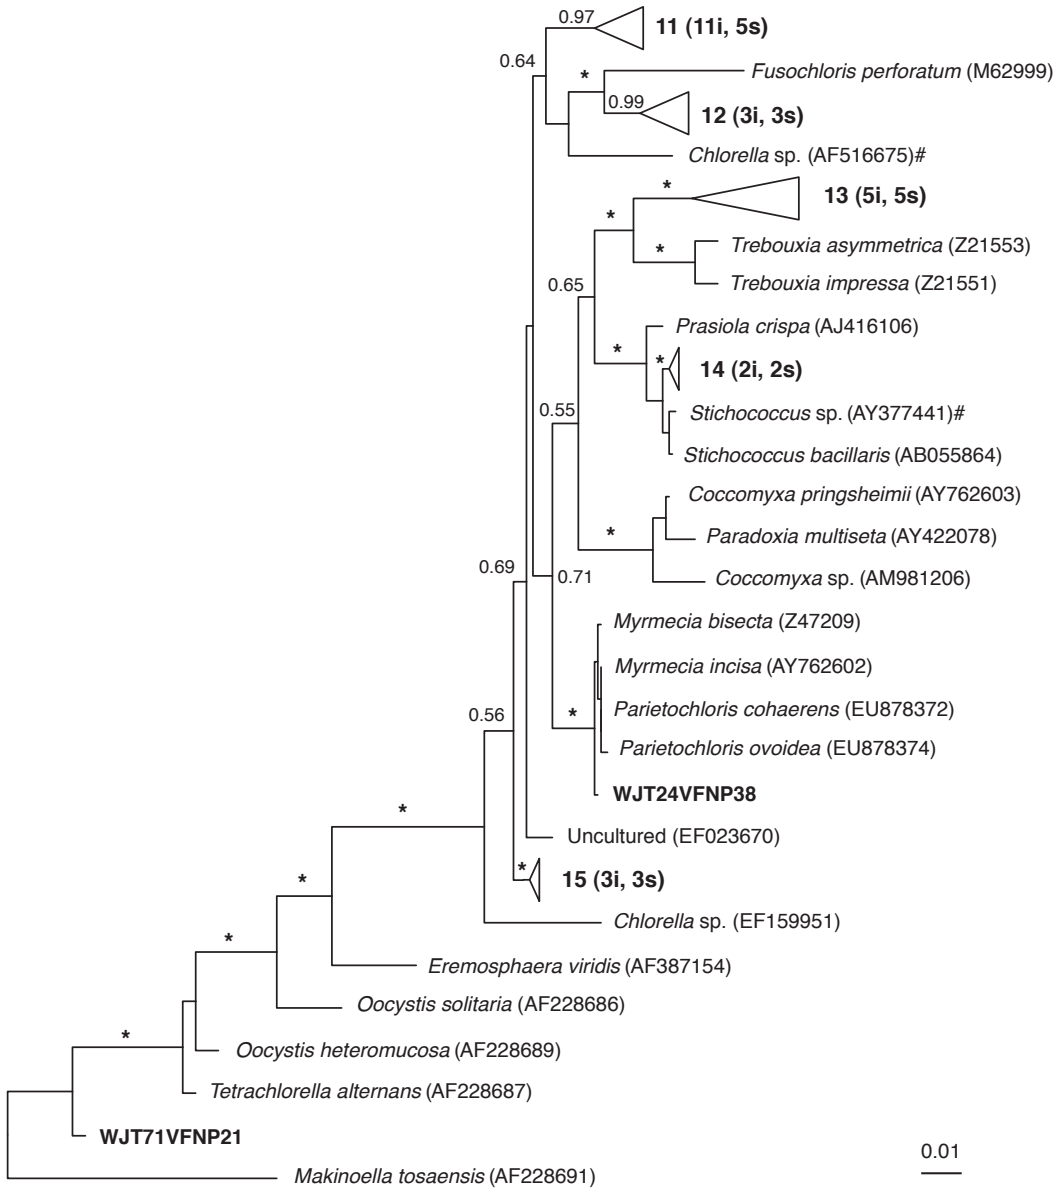 0.97
11 (11i, 5s)
0.64
*
Fusochloris perforatum (M62999)
0.99
12 (3i, 3s)
Chlorella sp. (AF516675)#
*
13 (5i, 5s)
*
*
Trebouxia asymmetrica (Z21553)
0.65
Trebouxia impressa (Z21551)
Prasiola crispa (AJ416106)
*
*
14 (2i, 2s)
0.55
Stichococcus sp. (AY377441)#
Stichococcus bacillaris (AB055864)
Coccomyxa pringsheimii (AY762603)
*
Paradoxia multiseta (AY422078)
0.69
0.71
Coccomyxa sp. (AM981206)
Myrmecia bisecta (Z47209)
Myrmecia incisa (AY762602)
0.56
*
Parietochloris cohaerens (EU878372)
Parietochloris ovoidea (EU878374)
WJT24VFNP38
*
Uncultured (EF023670)
*
15 (3i, 3s)
*
Chlorella sp. (EF159951)
*
Eremosphaera viridis (AF387154)
Oocystis solitaria (AF228686)
*
Oocystis heteromucosa (AF228689)
Tetrachlorella alternans (AF228687)
WJT71VFNP21
0.01
Makinoella tosaensis (AF228691)